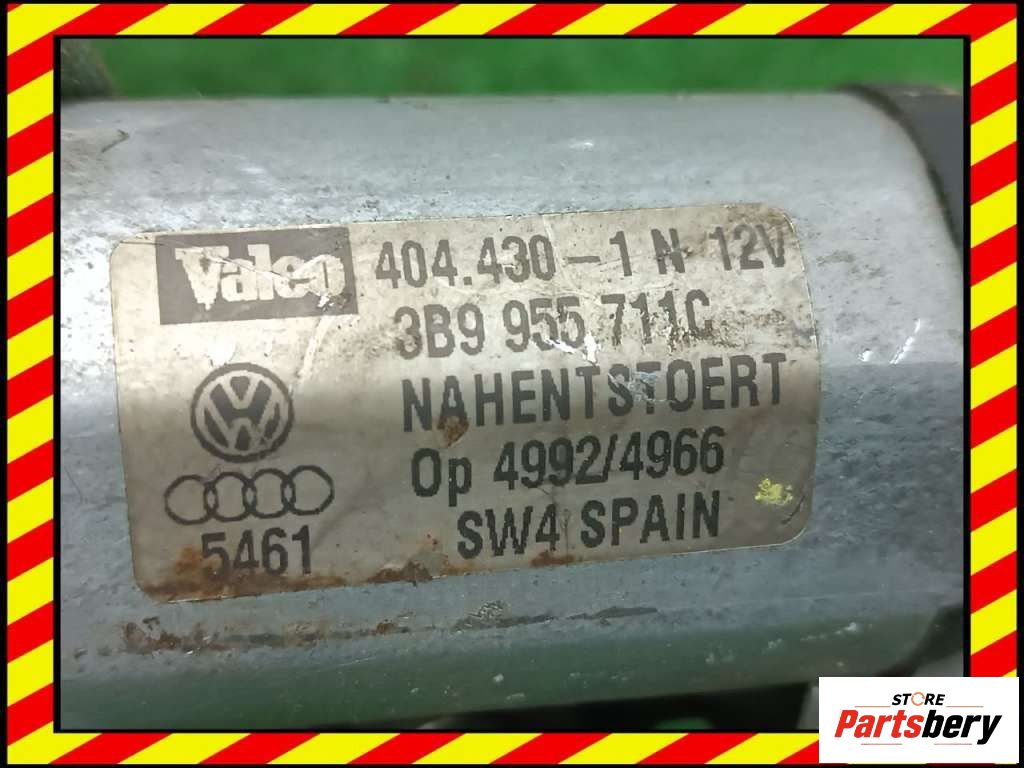 Valeo 404.430-1 N 12V
3B9 955 711C
NAHENTSTOERT
Op 4992/4966
SW4 SPAIN
5461
STORE
Partsbery